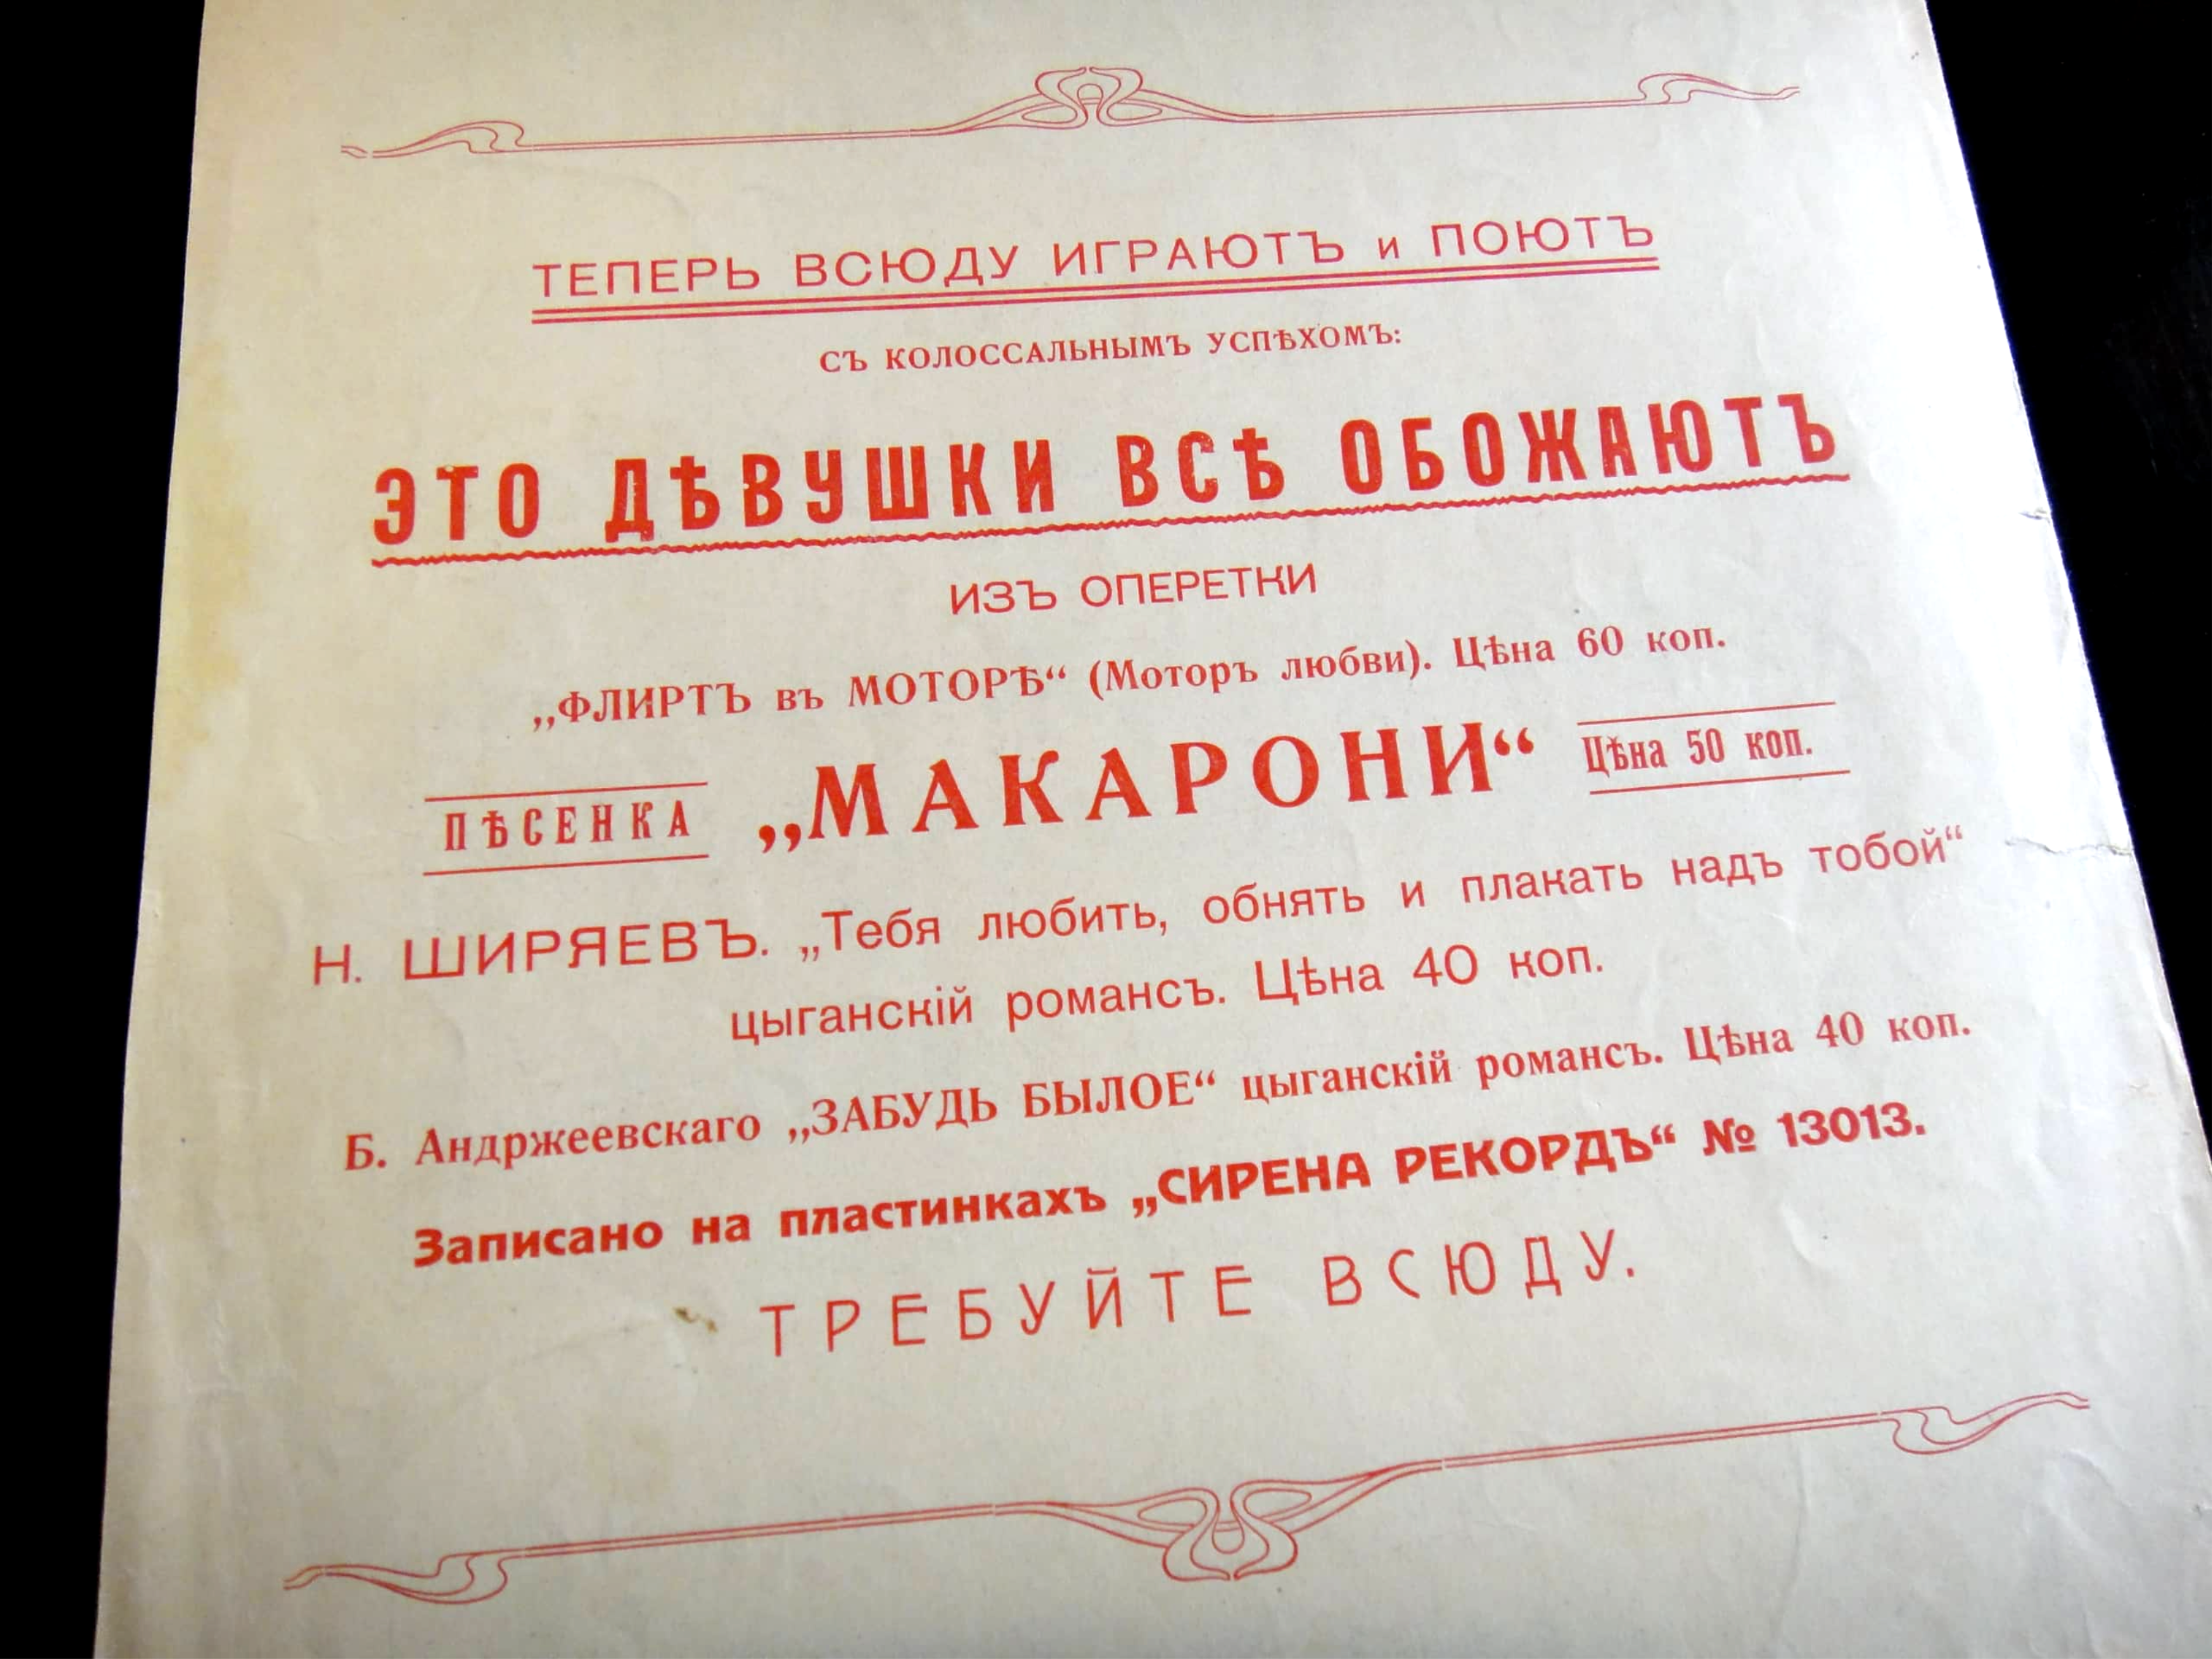 ТЕПЕРЬ ВСЮДУ ИГРАЮТЪ и ПОЮТЪ
СЪ КОЛОССАЛЬНЫМЪ УСПѢХОМЪ:
ЭТО ДѢВУШКИ ВСѢ ОБОЖАЮТЪ
ИЗЪ ОПЕРЕТКИ
„ФЛИРТЪ въ МОТОРѢ“ (Моторъ любви). Цѣна 60 коп.
ПѢСЕНКА „МАКАРОНИ“ Цѣна 50 коп.
Н. ШИРЯЕВЪ. „Тебя любить, обнять и плакать надъ тобой“
цыганскій романсъ. Цѣна 40 коп.
Б. Андржеевскаго „ЗАБУДЬ БЫЛОЕ“ цыганскій романсъ. Цѣна 40 коп.
Записано на пластинкахъ „СИРЕНА РЕКОРДЪ“ № 13013.
ТРЕБУЙТЕ ВСЮДУ.